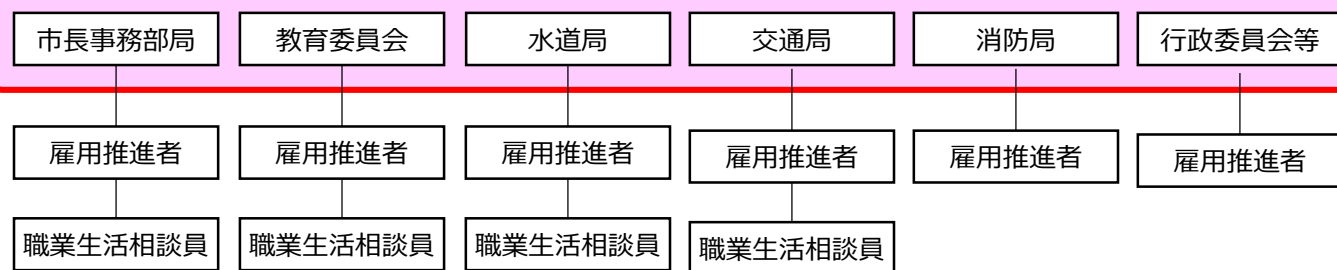 市長事務部局
教育委員会
水道局
交通局
消防局
行政委員会等
雇用推進者
雇用推進者
雇用推進者
雇用推進者
雇用推進者
雇用推進者
職業生活相談員
職業生活相談員
職業生活相談員
職業生活相談員